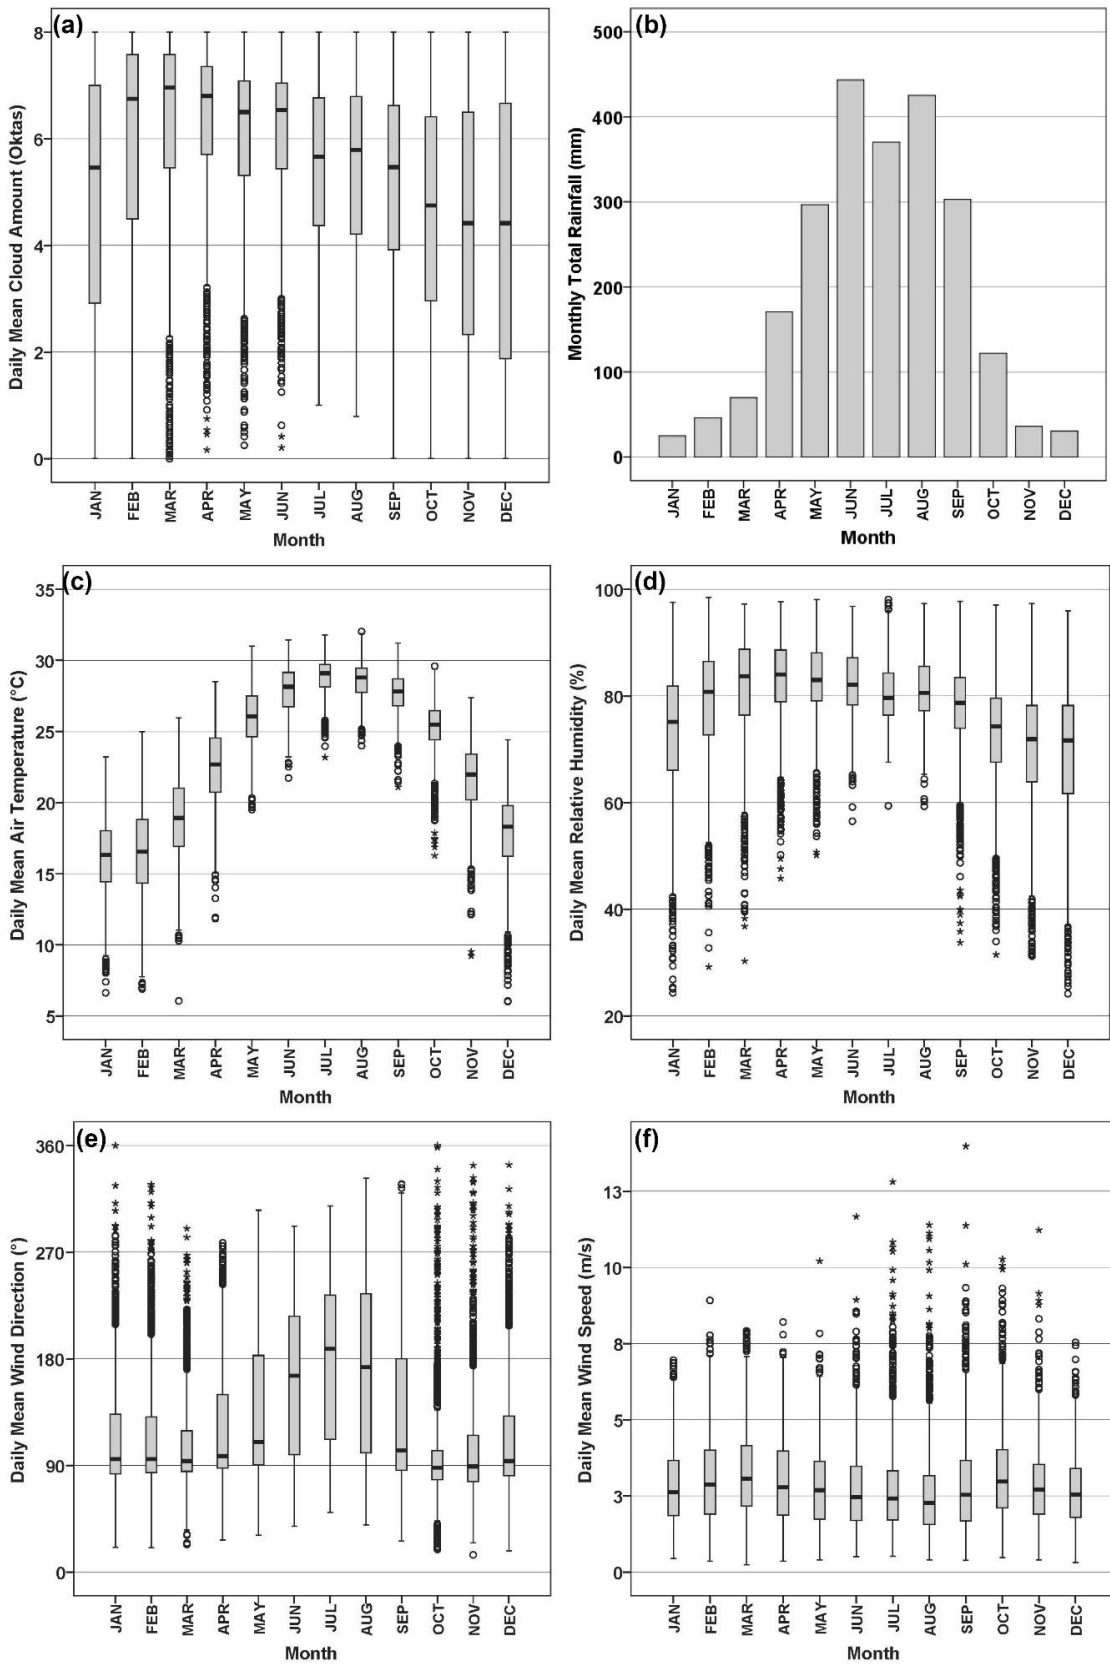 (a)
Daily Mean Cloud Amount (Oktas)
8
6
4
2
0
JAN FEB MAR APR MAY JUN JUL AUG SEP OCT NOV DEC
Month
(b)
Monthly Total Rainfall (mm)
500
400
300
200
100
0
JAN FEB MAR APR MAY JUN JUL AUG SEP OCT NOV DEC
Month
(c)
Daily Mean Air Temperature (°C)
35
30
25
20
15
10
5
JAN FEB MAR APR MAY JUN JUL AUG SEP OCT NOV DEC
Month
(d)
Daily Mean Relative Humidity (%)
100
80
60
40
20
JAN FEB MAR APR MAY JUN JUL AUG SEP OCT NOV DEC
Month
(e)
Daily Mean Wind Direction (°)
360
270
180
90
0
JAN FEB MAR APR MAY JUN JUL AUG SEP OCT NOV DEC
Month
(f)
Daily Mean Wind Speed (m/s)
13
10
8
5
3
0
JAN FEB MAR APR MAY JUN JUL AUG SEP OCT NOV DEC
Month